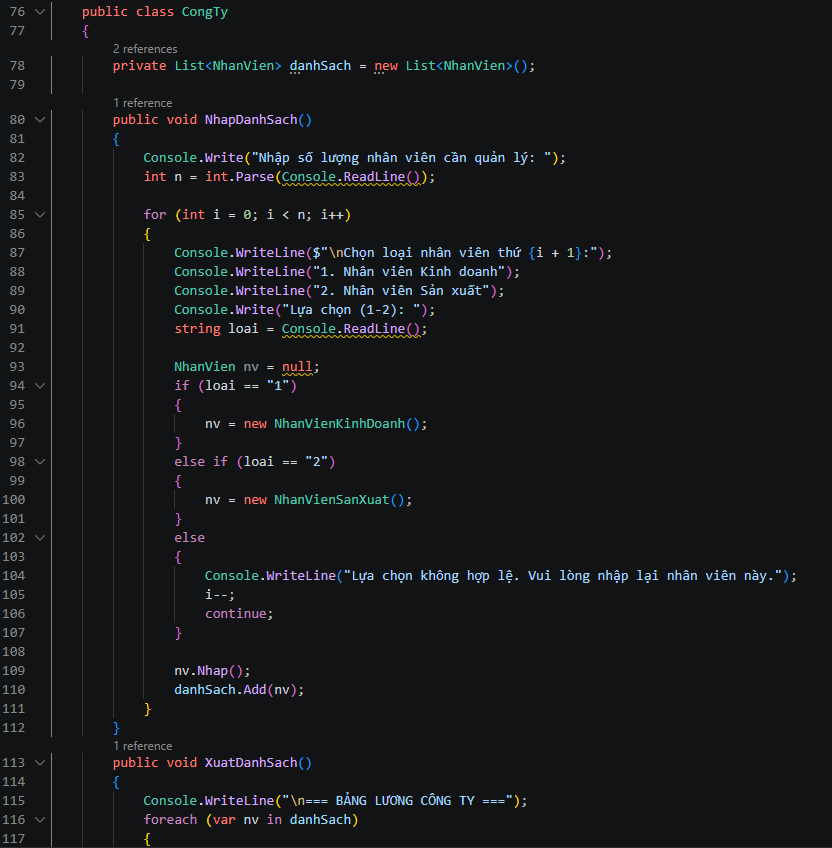 76 public class CongTy
77 {
2 references
78 private List<NhanVien> danhSach = new List<NhanVien>();
79
1 reference
80 public void NhapDanhSach()
81 {
82 Console.Write("Nhập số lượng nhân viên cần quản lý: ");
83 int n = int.Parse(Console.ReadLine());
84
85 for (int i = 0; i < n; i++)
86 {
87 Console.WriteLine($"\nChọn loại nhân viên thứ {i + 1}:");
88 Console.WriteLine("1. Nhân viên Kinh doanh");
89 Console.WriteLine("2. Nhân viên Sản xuất");
90 Console.Write("Lựa chọn (1-2): ");
91 string loai = Console.ReadLine();
92
93 NhanVien nv = null;
94 if (loai == "1")
95 {
96 nv = new NhanVienKinhDoanh();
97 }
98 else if (loai == "2")
99 {
100 nv = new NhanVienSanXuat();
101 }
102 else
103 {
104 Console.WriteLine("Lựa chọn không hợp lệ. Vui lòng nhập lại nhân viên này.");
105 i--;
106 continue;
107 }
108
109 nv.Nhap();
110 danhSach.Add(nv);
111 }
112 }
1 reference
113 public void XuatDanhSach()
114 {
115 Console.WriteLine("\n=== BẢNG LƯƠNG CÔNG TY ===");
116 foreach (var nv in danhSach)
117 {